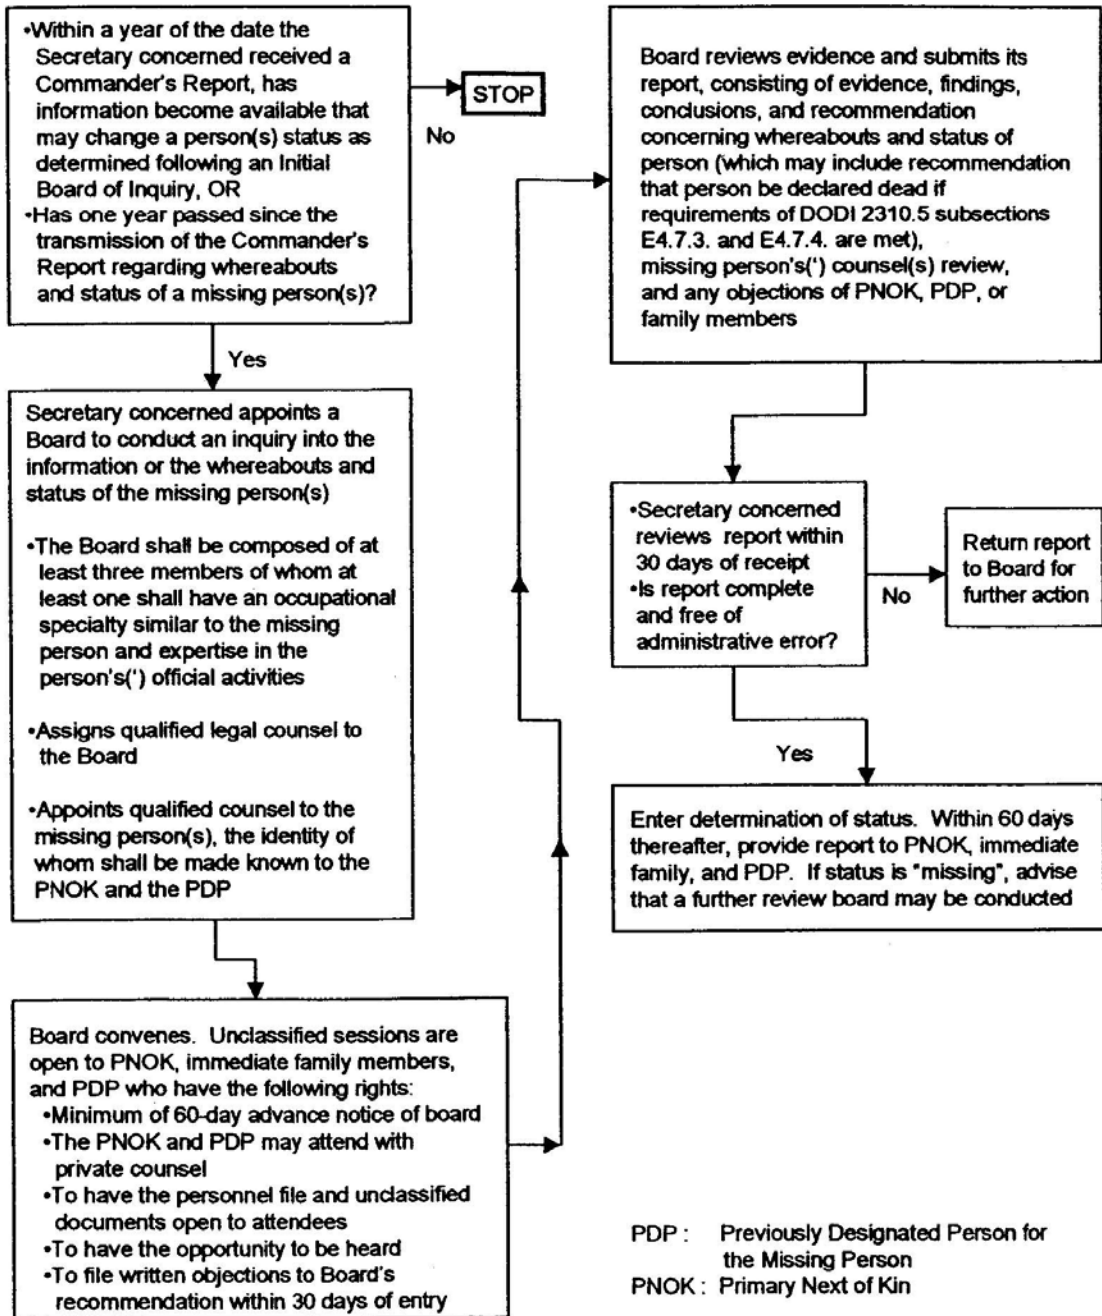 •Within a year of the date the
Secretary concerned received a
Commander's Report, has
information become available that
may change a person(s) status as
determined following an Initial
Board of Inquiry, OR
•Has one year passed since the
transmission of the Commander's
Report regarding whereabouts
and status of a missing person(s)?
No
STOP
Yes
Secretary concerned appoints a
Board to conduct an inquiry into the
information or the whereabouts and
status of the missing person(s)
•The Board shall be composed of at
least three members of whom at
least one shall have an occupational
specialty similar to the missing
person and expertise in the
person's(') official activities
•Assigns qualified legal counsel to
the Board
•Appoints qualified counsel to the
missing person(s), the identity of
whom shall be made known to the
PNOK and the PDP
Board convenes. Unclassified sessions are
open to PNOK, immediate family members,
and PDP who have the following rights:
•Minimum of 60-day advance notice of board
•The PNOK and PDP may attend with
private counsel
•To have the personnel file and unclassified
documents open to attendees
•To have the opportunity to be heard
•To file written objections to Board's
recommendation within 30 days of entry
Board reviews evidence and submits its
report, consisting of evidence, findings,
conclusions, and recommendation
concerning whereabouts and status of
person (which may include recommendation
that person be declared dead if
requirements of DODI 2310.5 subsections
E4.7.3. and E4.7.4. are met),
missing person's(') counsel(s) review,
and any objections of PNOK, PDP, or
family members
•Secretary concerned
reviews report within
30 days of receipt
•Is report complete
and free of
administrative error?
No
Return report
to Board for
further action
Yes
Enter determination of status. Within 60 days
thereafter, provide report to PNOK, immediate
family, and PDP. If status is "missing", advise
that a further review board may be conducted
PDP : Previously Designated Person for
the Missing Person
PNOK : Primary Next of Kin